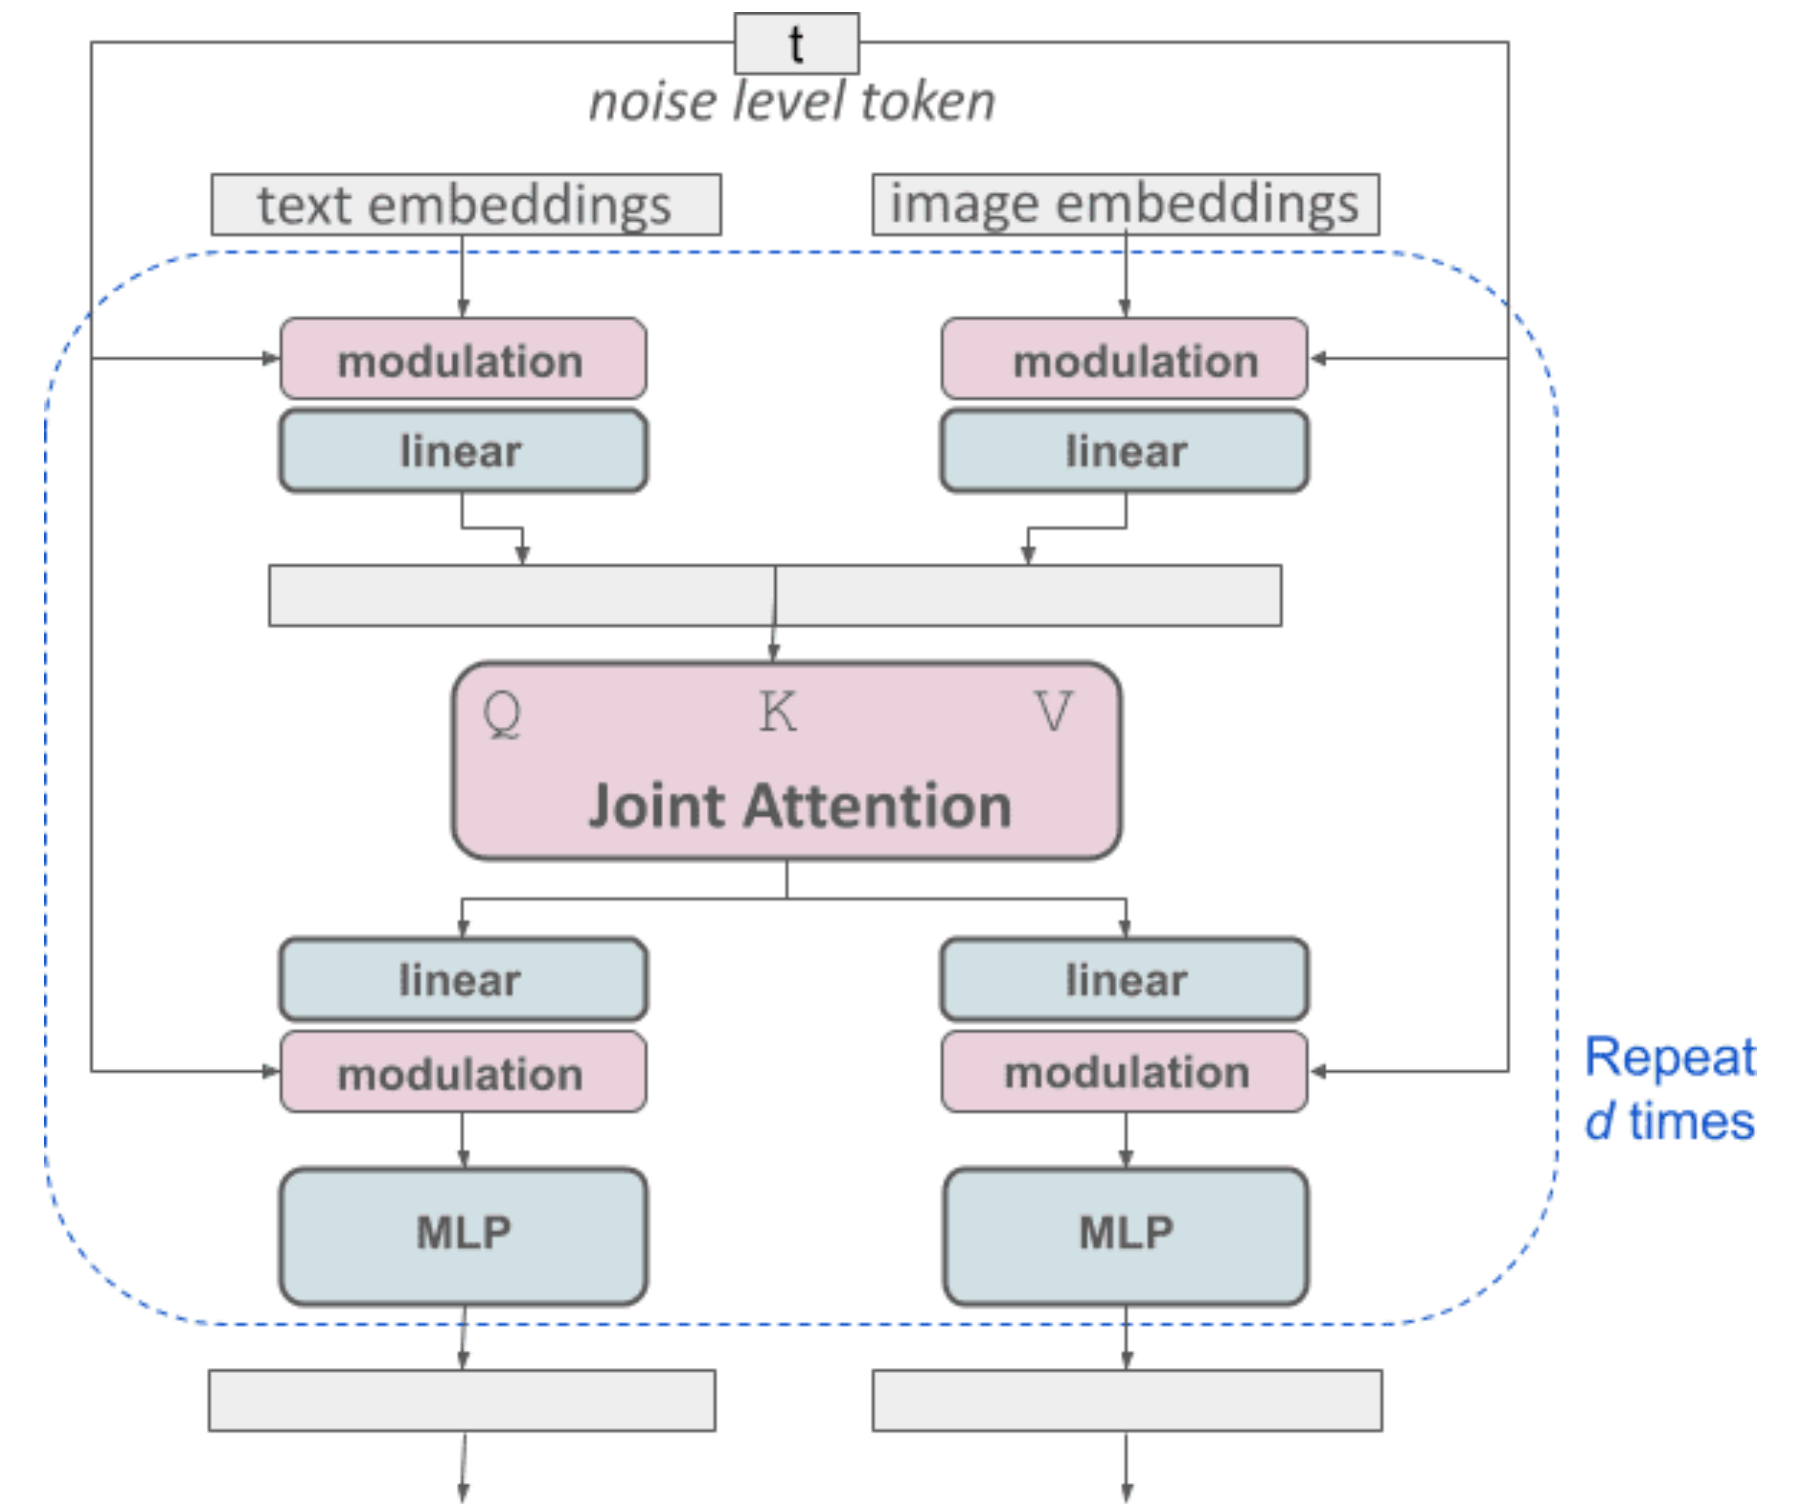 t
noise level token
text embeddings
image embeddings
modulation
modulation
linear
linear
Q K V
Joint Attention
linear
linear
modulation
modulation
Repeat
d times
MLP
MLP